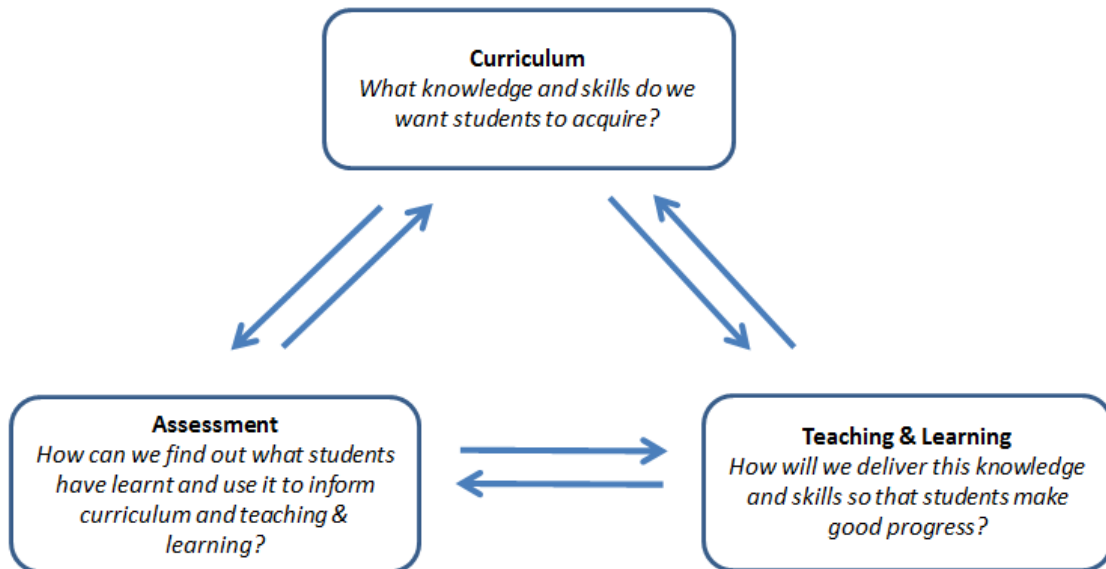 Curriculum
What knowledge and skills do we
want students to acquire?
Assessment
How can we find out what students
have learnt and use it to inform
curriculum and teaching &
learning?
Teaching & Learning
How will we deliver this knowledge
and skills so that students make
good progress?